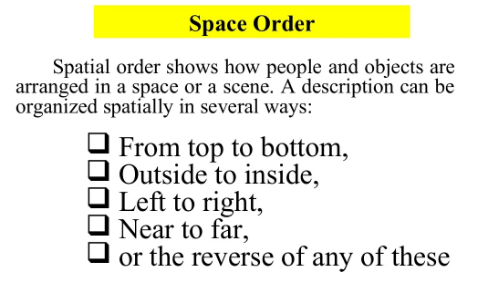 Space Order
Spatial order shows how people and objects are
arranged in a space or a scene. A description can be
organized spatially in several ways:
❑ From top to bottom,
❑ Outside to inside,
❑ Left to right,
❑ Near to far,
❑ or the reverse of any of these